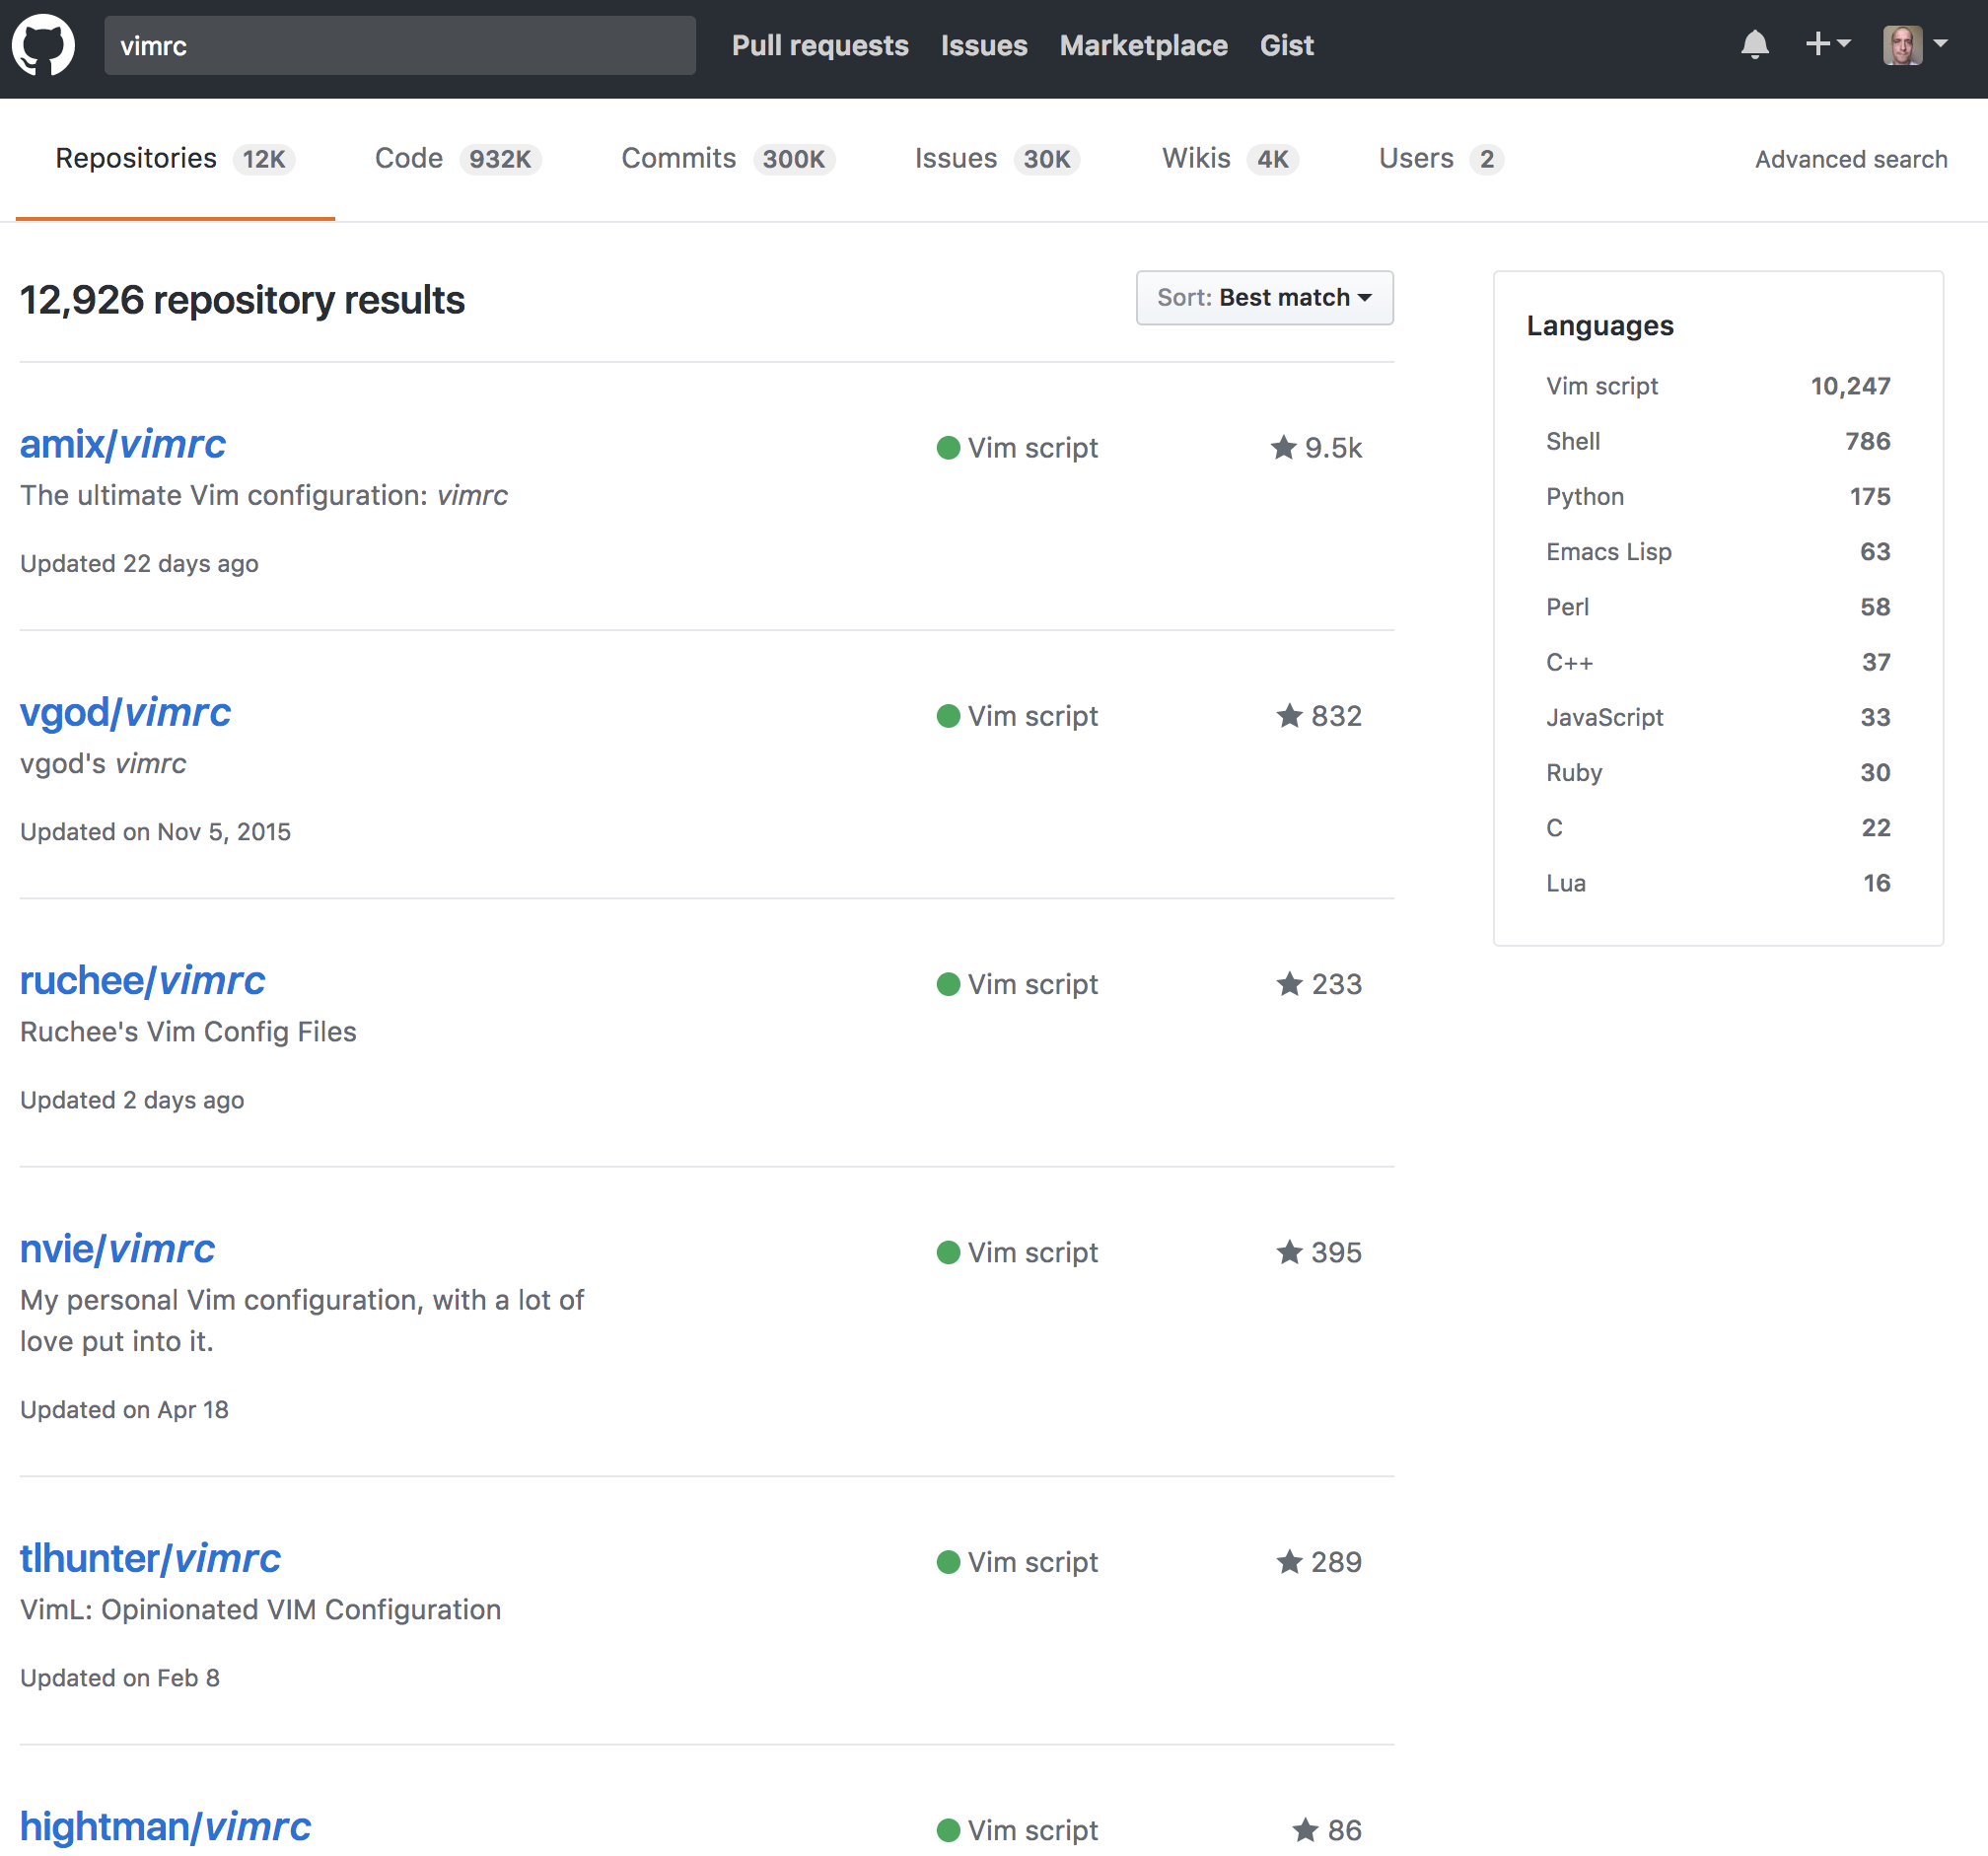 vimrc
Pull requests Issues Marketplace Gist
Repositories 12K Code 932K Commits 300K Issues 30K Wikis 4K Users 2 Advanced search
12,926 repository results
Sort: Best match
amix/vimrc
Vim script
9.5k
The ultimate Vim configuration: vimrc
Updated 22 days ago
vgod/vimrc
Vim script
832
vgod's vimrc
Updated on Nov 5, 2015
ruchee/vimrc
Vim script
233
Ruchee's Vim Config Files
Updated 2 days ago
nvie/vimrc
Vim script
395
My personal Vim configuration, with a lot of
love put into it.
Updated on Apr 18
tlhunter/vimrc
Vim script
289
VimL: Opinionated VIM Configuration
Updated on Feb 8
hightman/vimrc
Vim script
86
Languages
Vim script 10,247
Shell 786
Python 175
Emacs Lisp 63
Perl 58
C++ 37
JavaScript 33
Ruby 30
C 22
Lua 16